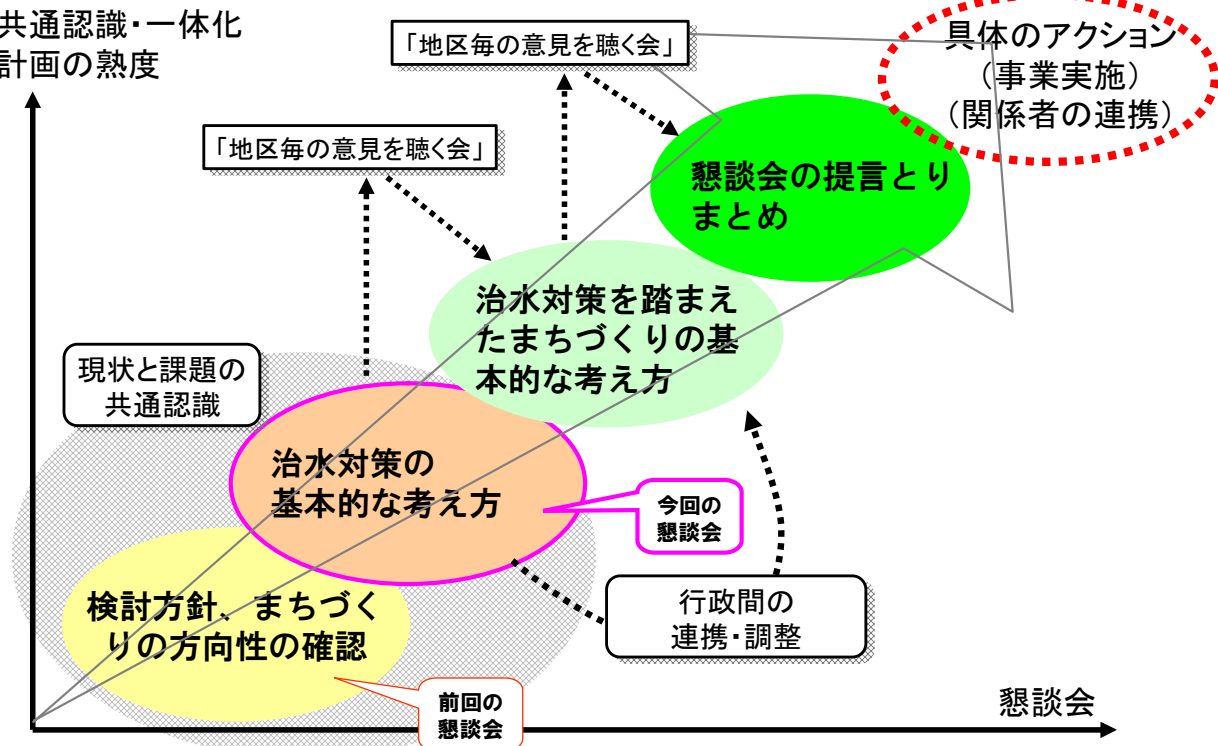 共通認識・一体化
計画の熟度
「地区毎の意見を聴く会」
具体のアクション
（事業実施）
（関係者の連携）
「地区毎の意見を聴く会」
懇談会の提言とり
まとめ
治水対策を踏まえ
たまちづくりの基
本的な考え方
現状と課題の
共通認識
治水対策の
基本的な考え方
今回の
懇談会
検討方針、まちづく
りの方向性の確認
行政間の
連携・調整
前回の
懇談会
懇談会